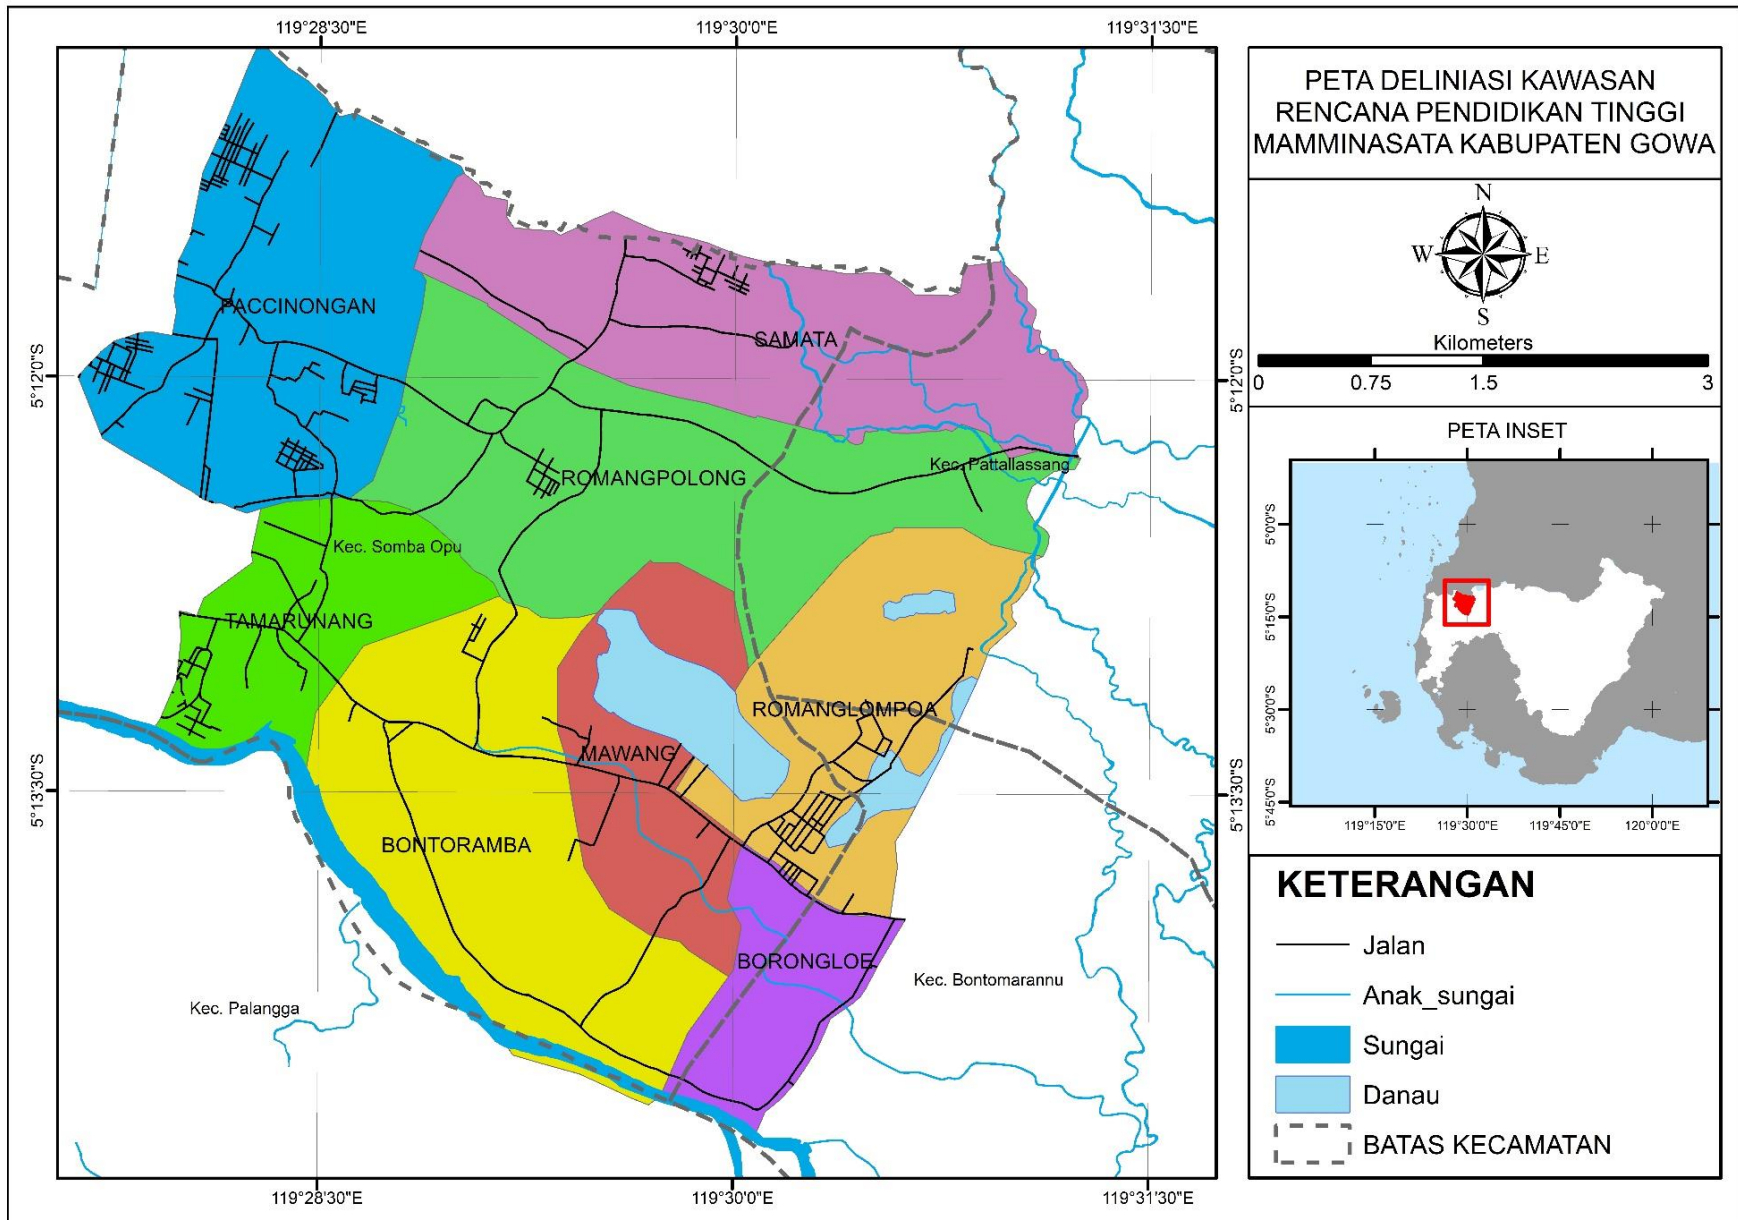 119°28'30"E
119°30'0"E
119°31'30"E
5°12'0"S
5°13'30"S
PACCINONGAN
SAMATA
ROMANGPOLONG
Kec. Pattallassang
Kec. Somba Opu
TAMARUNANG
ROMANGLOMPOA
MAWANG
BONTORAMBA
BORONGLOE
Kec. Bontomarannu
Kec. Palangga
5°12'0"S
5°13'30"S
119°28'30"E
119°30'0"E
119°31'30"E
PETA DELINIASI KAWASAN
RENCANA PENDIDIKAN TINGGI
MAMMINASATA KABUPATEN GOWA
N
W
E
S
Kilometers
0 0.75 1.5 3
PETA INSET
5°0'0"S
5°15'0"S
5°30'0"S
5°45'0"S
119°15'0"E
119°30'0"E
119°45'0"E
120°0'0"E
KETERANGAN
Jalan
Anak_sungai
Sungai
Danau
BATAS KECAMATAN